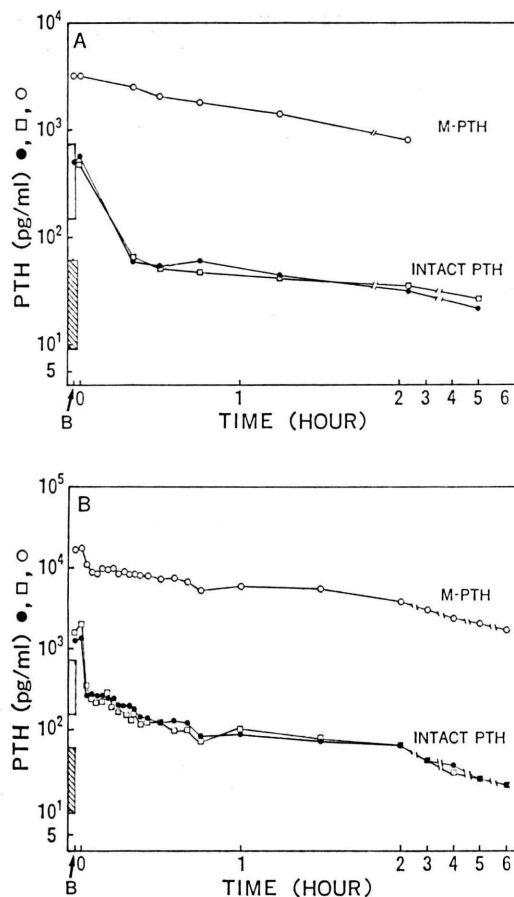 A
10⁴
10³
10²
10¹
5
PTH (pg/ml) ●, □, ○
M-PTH
INTACT PTH
0 1 2 3 4 5 6
B
TIME (HOUR)
B
10⁵
10⁴
10³
10²
10¹
5
PTH (pg/ml) ●, □, ○
M-PTH
INTACT PTH
0 1 2 3 4 5 6
B
TIME (HOUR)